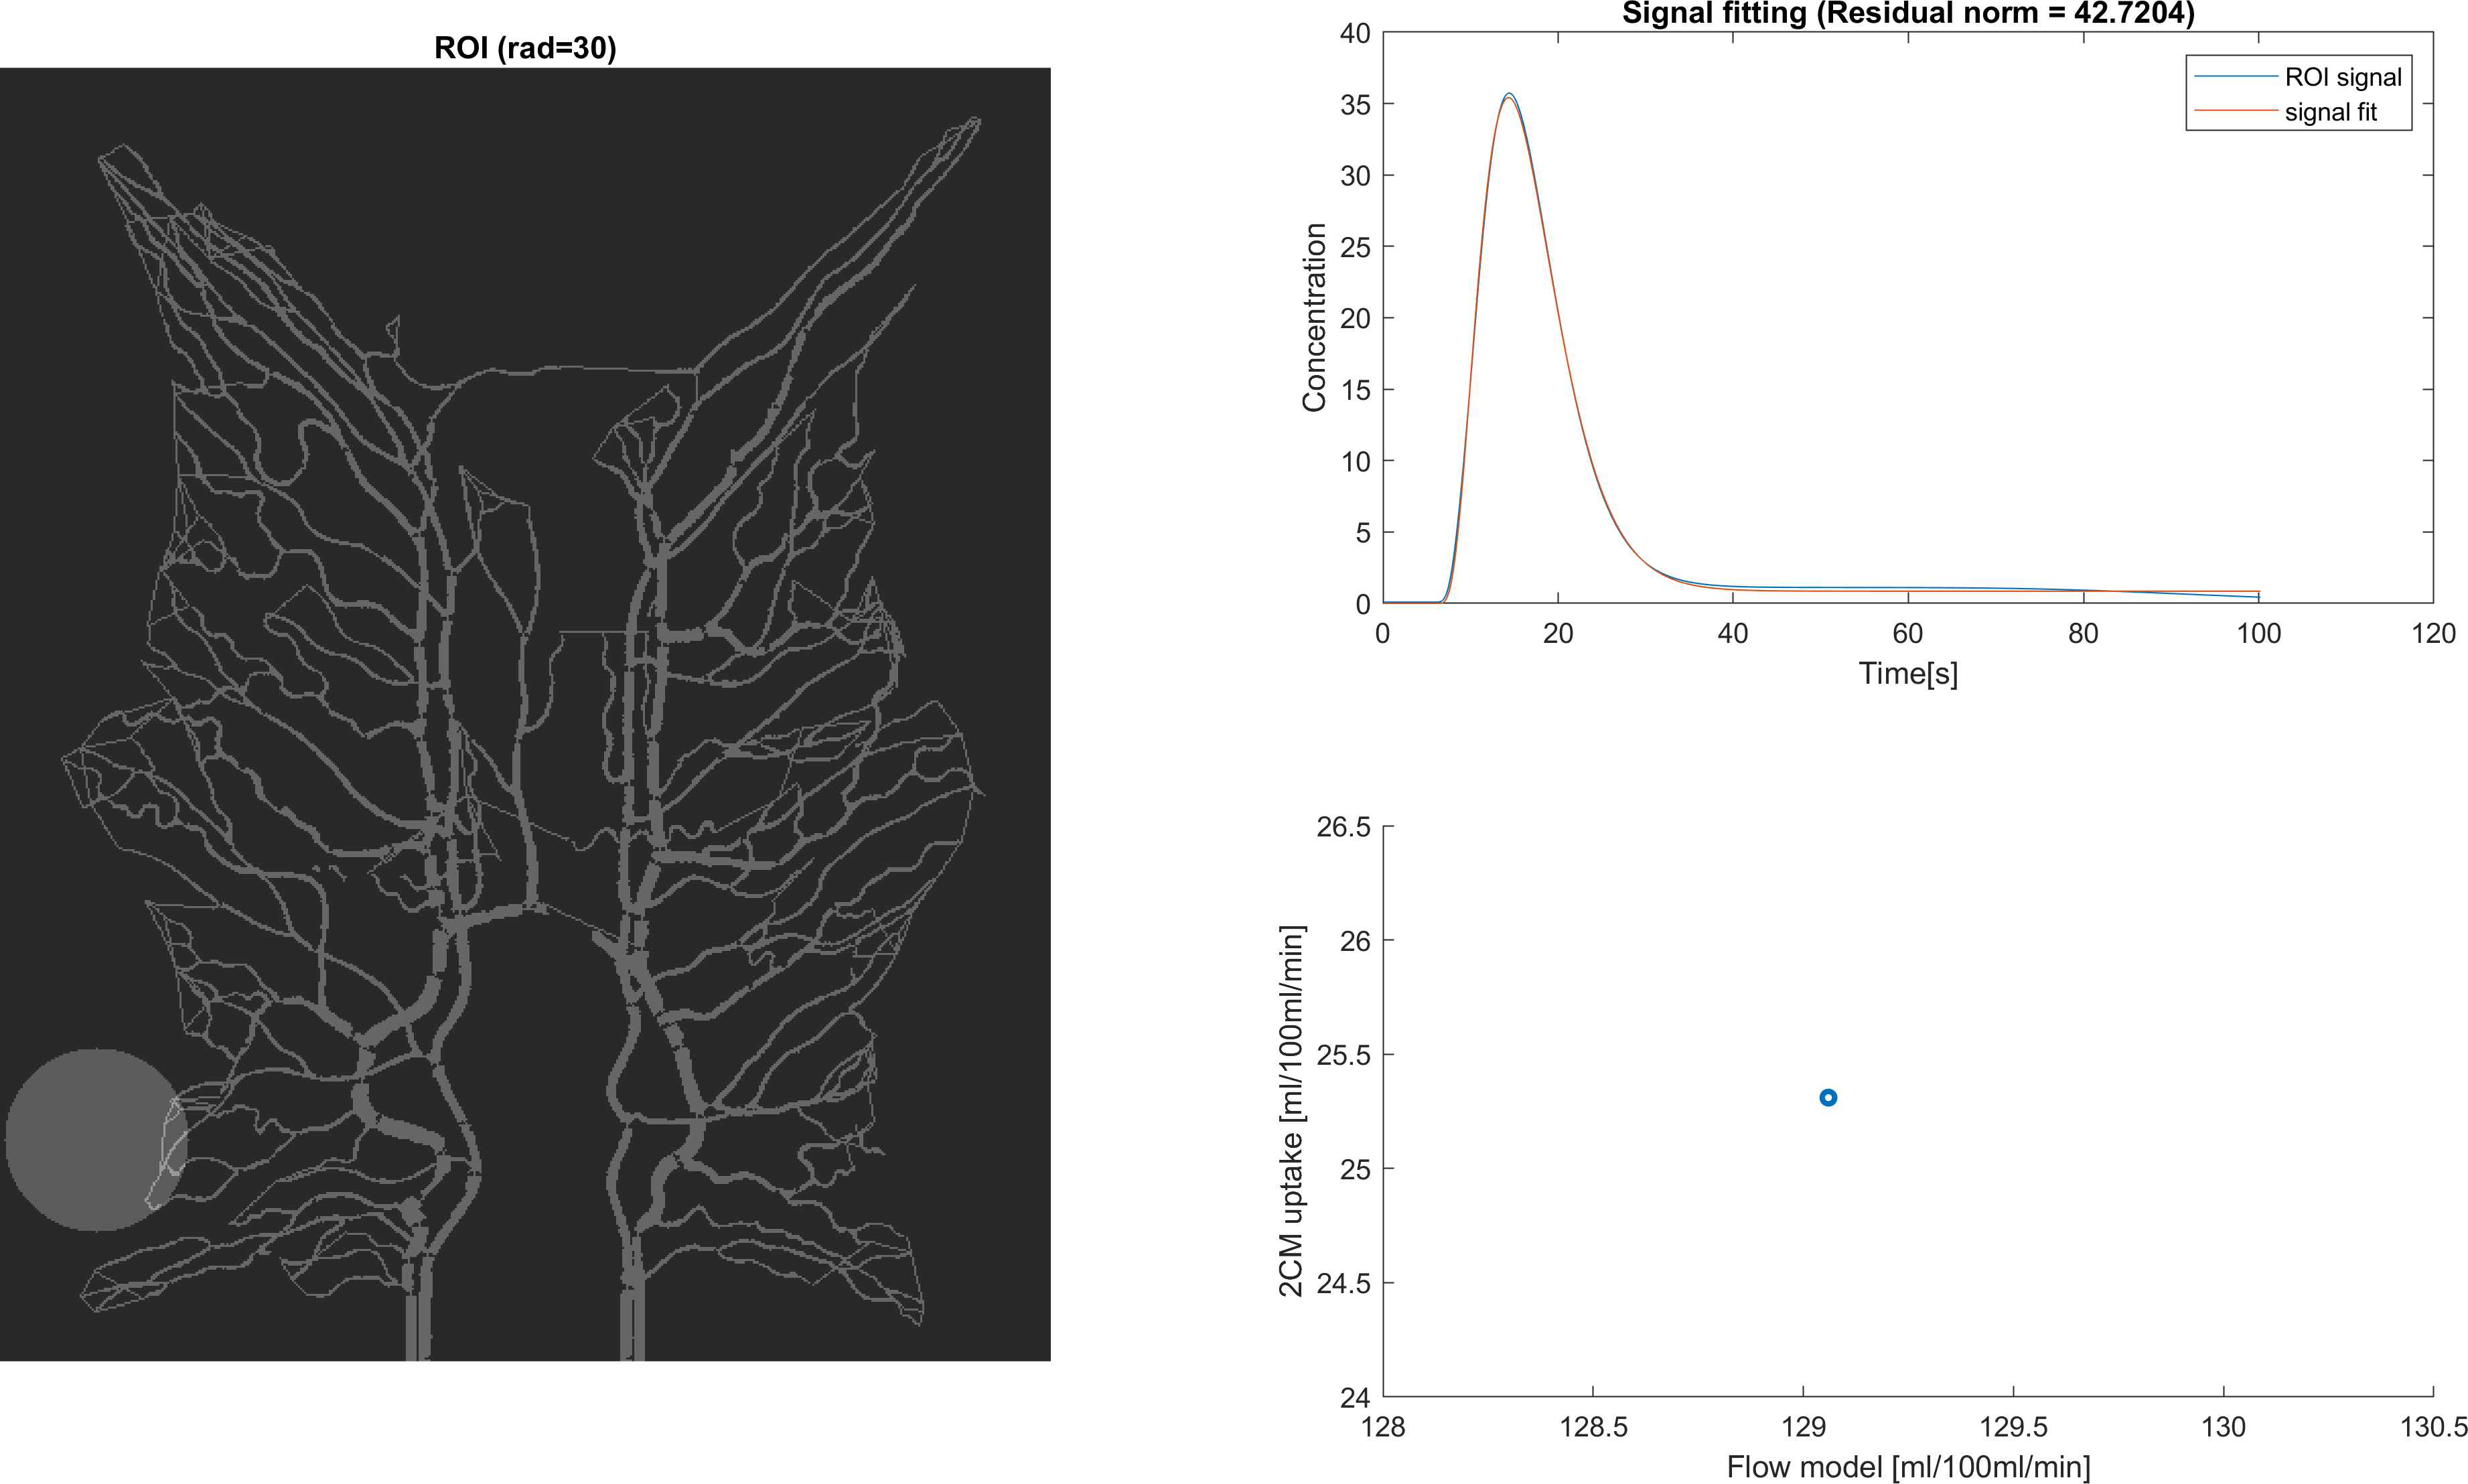 ROI (rad=30)
Signal fitting (Residual norm = 42.7204)
40
35
30
25
20
15
10
5
0
Concentration
ROI signal
signal fit
0 20 40 60 80 100 120
Time[s]
26.5
26
25.5
25
24.5
24
2CM uptake [ml/100ml/min]
128 128.5 129 129.5 130 130.5
Flow model [ml/100ml/min]